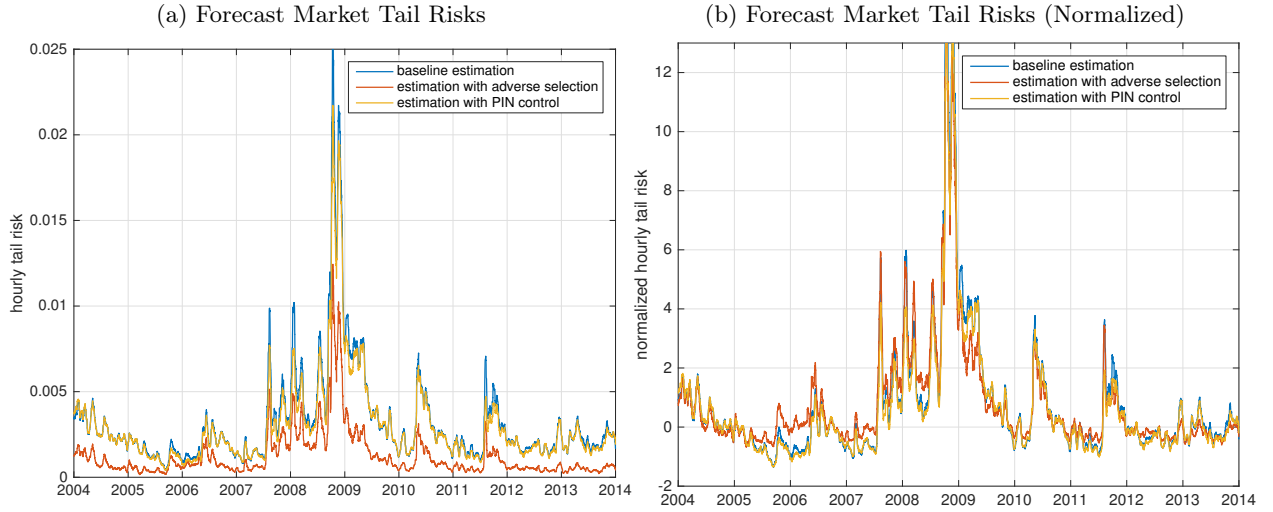 (a) Forecast Market Tail Risks
0.025
0.02
0.015
0.01
0.005
0
hourly tail risk
baseline estimation
estimation with adverse selection
estimation with PIN control
2004 2005 2006 2007 2008 2009 2010 2011 2012 2013 2014
(b) Forecast Market Tail Risks (Normalized)
12
10
8
6
4
2
0
-2
normalized hourly tail risk
baseline estimation
estimation with adverse selection
estimation with PIN control
2004 2005 2006 2007 2008 2009 2010 2011 2012 2013 2014